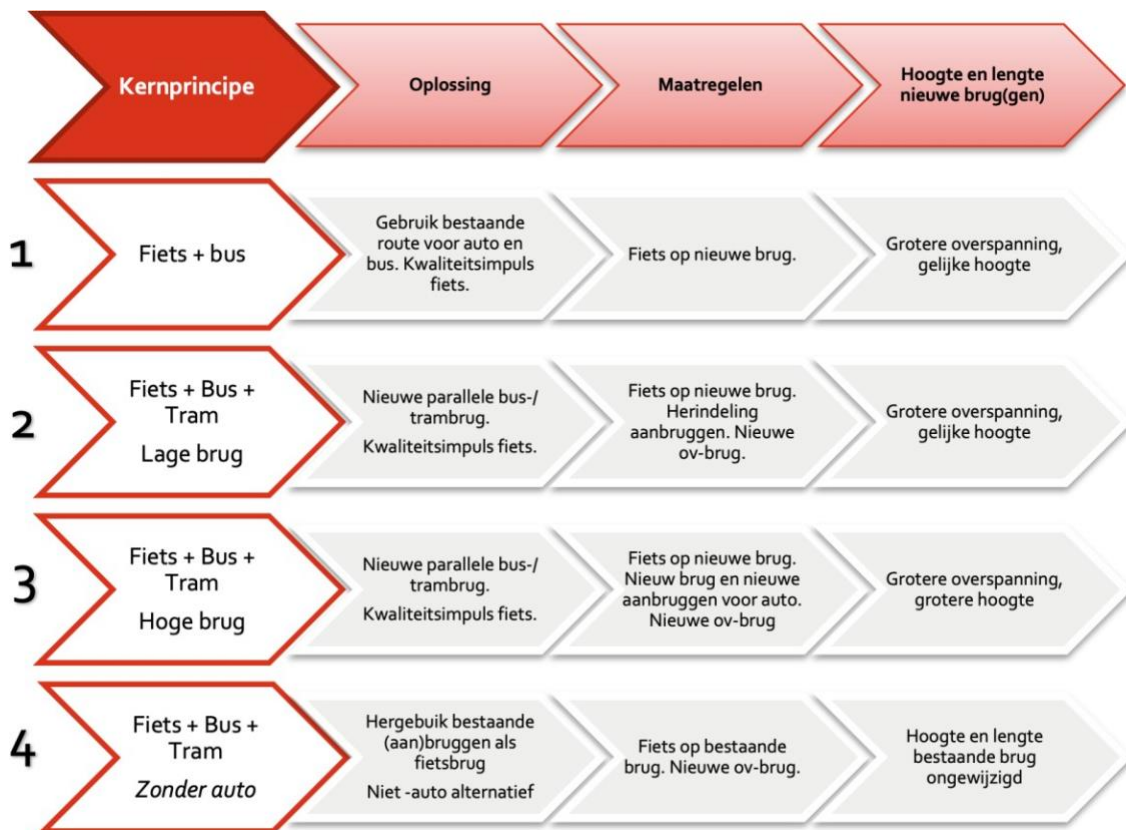 Kernprincipe
Oplossing
Maatregelen
Hoogte en lengte
nieuwe brug(gen)
1
Fiets + bus
Gebruik bestaande
route voor auto en
bus. Kwaliteitsimpuls
fiets.
Fiets op nieuwe brug.
Grotere overspanning,
gelijke hoogte
2
Fiets + Bus +
Tram
Lage brug
Nieuwe parallele bus-/
trambrug.
Kwaliteitsimpuls fiets.
Fiets op nieuwe brug.
Herindeling
aanbruggen. Nieuwe
ov-brug.
Grotere overspanning,
gelijke hoogte
3
Fiets + Bus +
Tram
Hoge brug
Nieuwe parallele bus-/
trambrug.
Kwaliteitsimpuls fiets.
Fiets op nieuwe brug.
Nieuw brug en nieuwe
aanbruggen voor auto.
Nieuwe ov-brug
Grotere overspanning,
grotere hoogte
4
Fiets + Bus +
Tram
Zonder auto
Hergebuik bestaande
(aan)bruggen als
fietsbrug
Niet -auto alternatief
Fiets op bestaande
brug. Nieuwe ov-brug.
Hoogte en lengte
bestaande brug
ongewijzigd